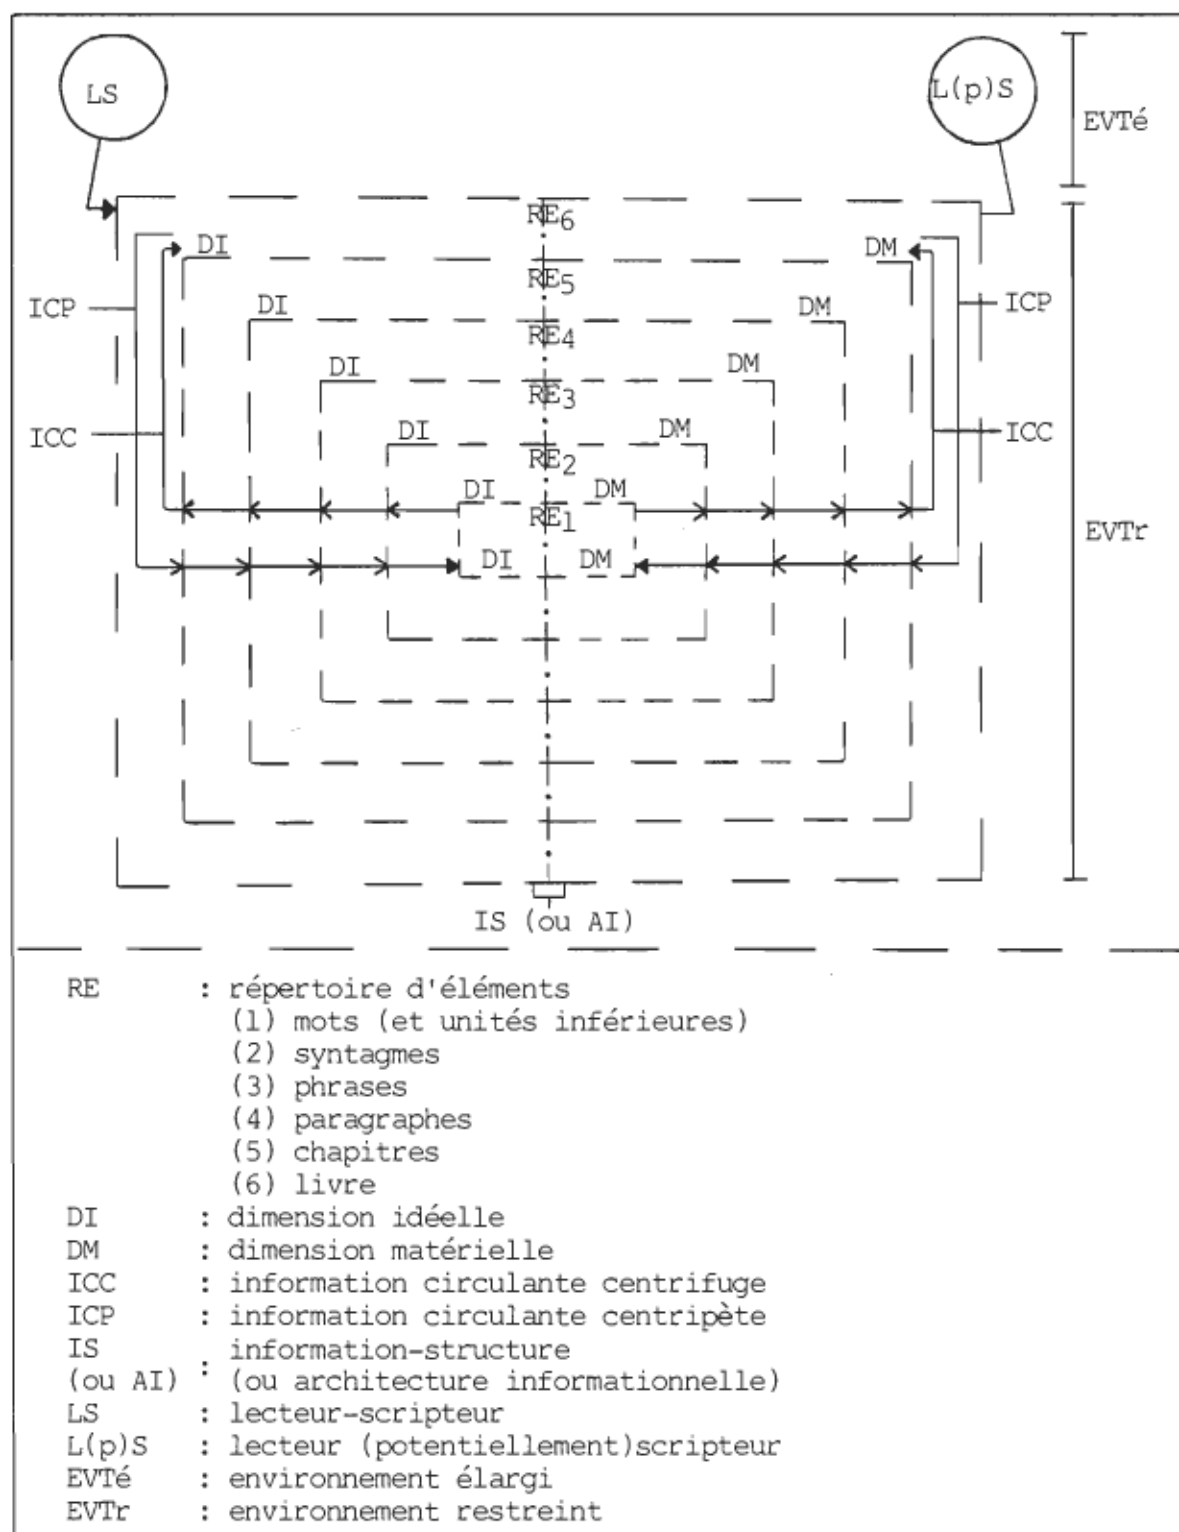 LS L(p)S
EVTé
RE6
DI DM
RE5
ICP DI DM ICP
RE4
DI DM
RE3
ICC DI DM ICC
RE2
DI DM
RE1
EVTr
DI DM
IS (ou AI)
RE : répertoire d'éléments
(1) mots (et unités inférieures)
(2) syntagmes
(3) phrases
(4) paragraphes
(5) chapitres
(6) livre
DI : dimension idéelle
DM : dimension matérielle
ICC : information circulante centrifuge
ICP : information circulante centripète
IS information-structure
(ou AI) : (ou architecture informationnelle)
LS : lecteur-scripteur
L(p)S : lecteur (potentiellement)scripteur
EVTé : environnement élargi
EVTr : environnement restreint